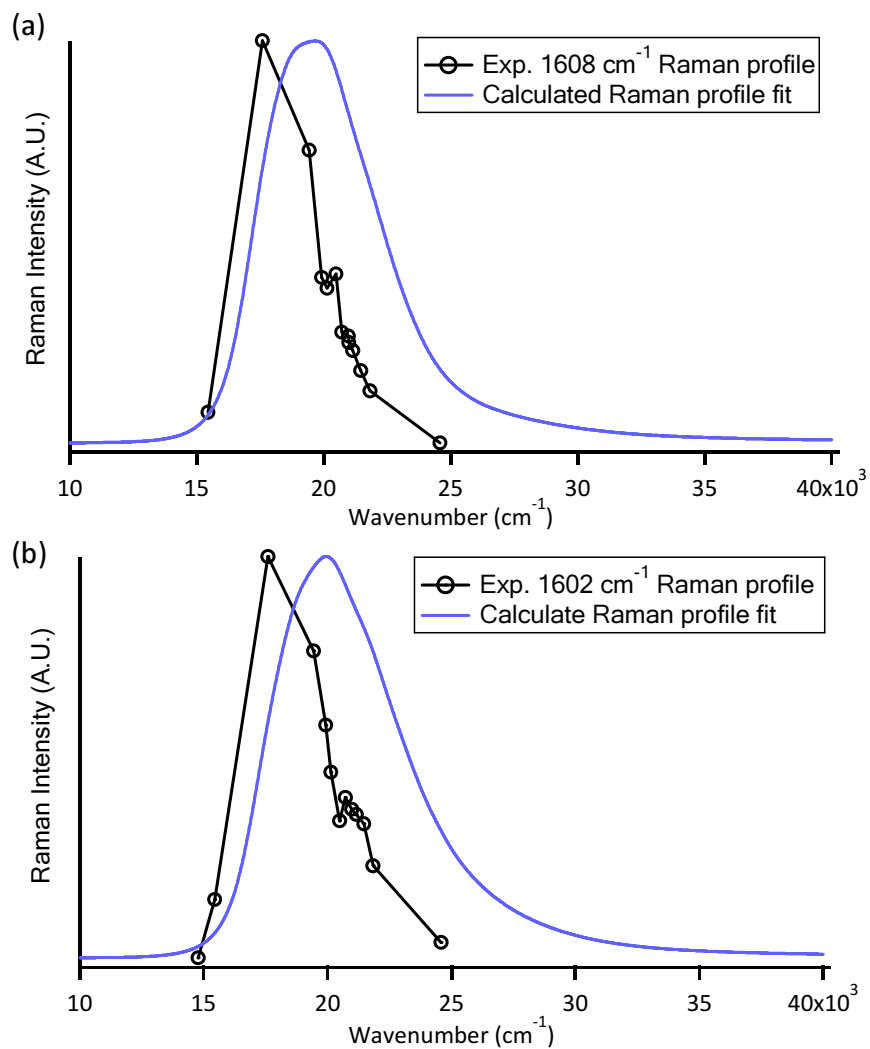 (a)
Exp. 1608 cm⁻¹ Raman profile
Calculated Raman profile fit
Raman Intensity (A.U.)
10 15 20 25 30 35 40x10³
Wavenumber (cm⁻¹)
(b)
Exp. 1602 cm⁻¹ Raman profile
Calculate Raman profile fit
Raman Intensity (A.U.)
10 15 20 25 30 35 40x10³
Wavenumber (cm⁻¹)